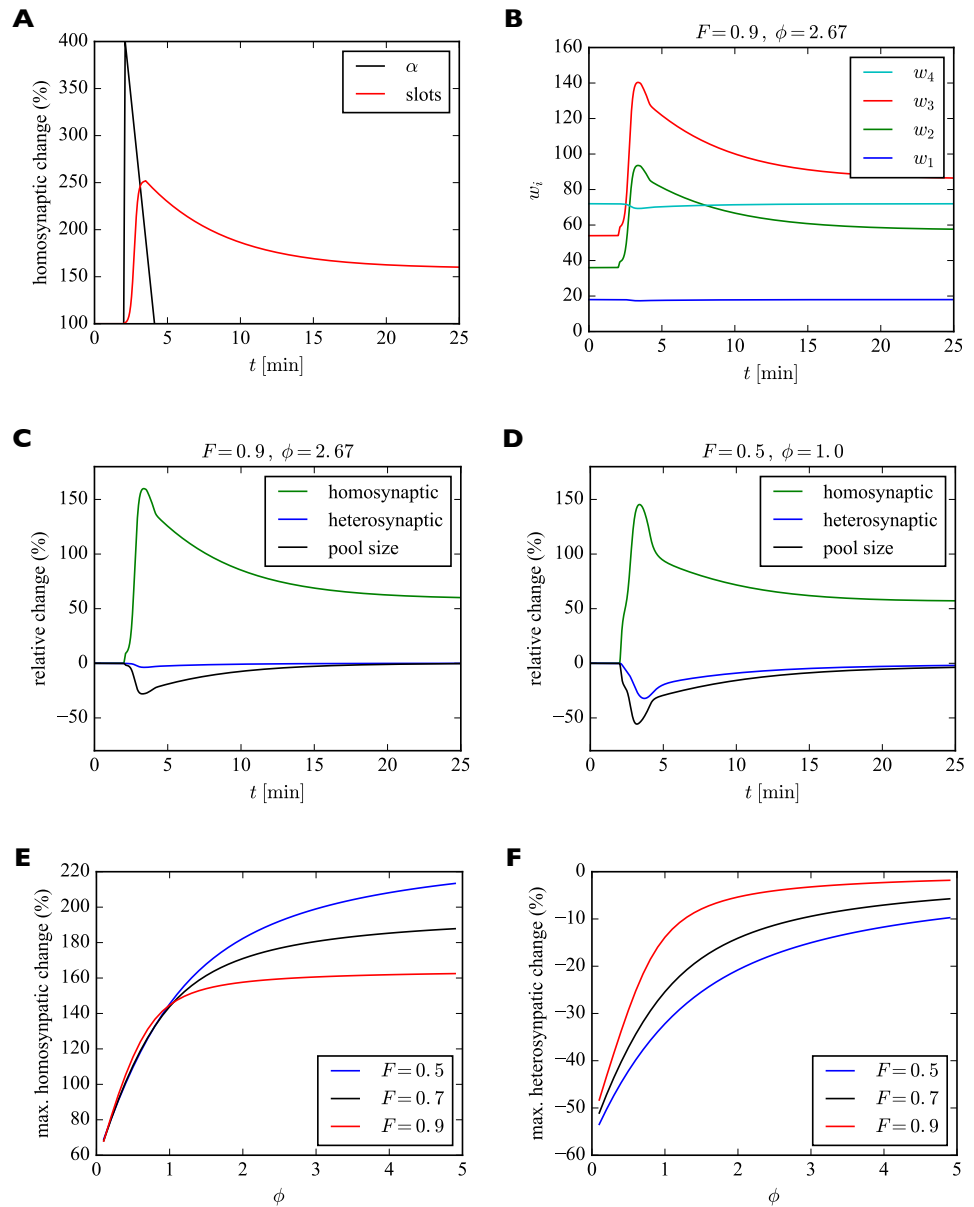 A
400
350
300
250
200
150
100
homosynaptic change (%)
α
slots
0 5 10 15 20 25
t [min]
B
F = 0.9 , ϕ = 2.67
160
140
120
100
80
60
40
20
0
w_i
w_4
w_3
w_2
w_1
0 5 10 15 20 25
t [min]
C
F = 0.9 , ϕ = 2.67
150
100
50
0
−50
relative change (%)
homosynaptic
heterosynaptic
pool size
0 5 10 15 20 25
t [min]
D
F = 0.5 , ϕ = 1.0
150
100
50
0
−50
relative change (%)
homosynaptic
heterosynaptic
pool size
0 5 10 15 20 25
t [min]
E
220
200
180
160
140
120
100
80
60
max. homosynpatic change (%)
F = 0.5
F = 0.7
F = 0.9
0 1 2 3 4 5
ϕ
F
0
−10
−20
−30
−40
−50
−60
max. heterosynpatic change (%)
F = 0.5
F = 0.7
F = 0.9
0 1 2 3 4 5
ϕ